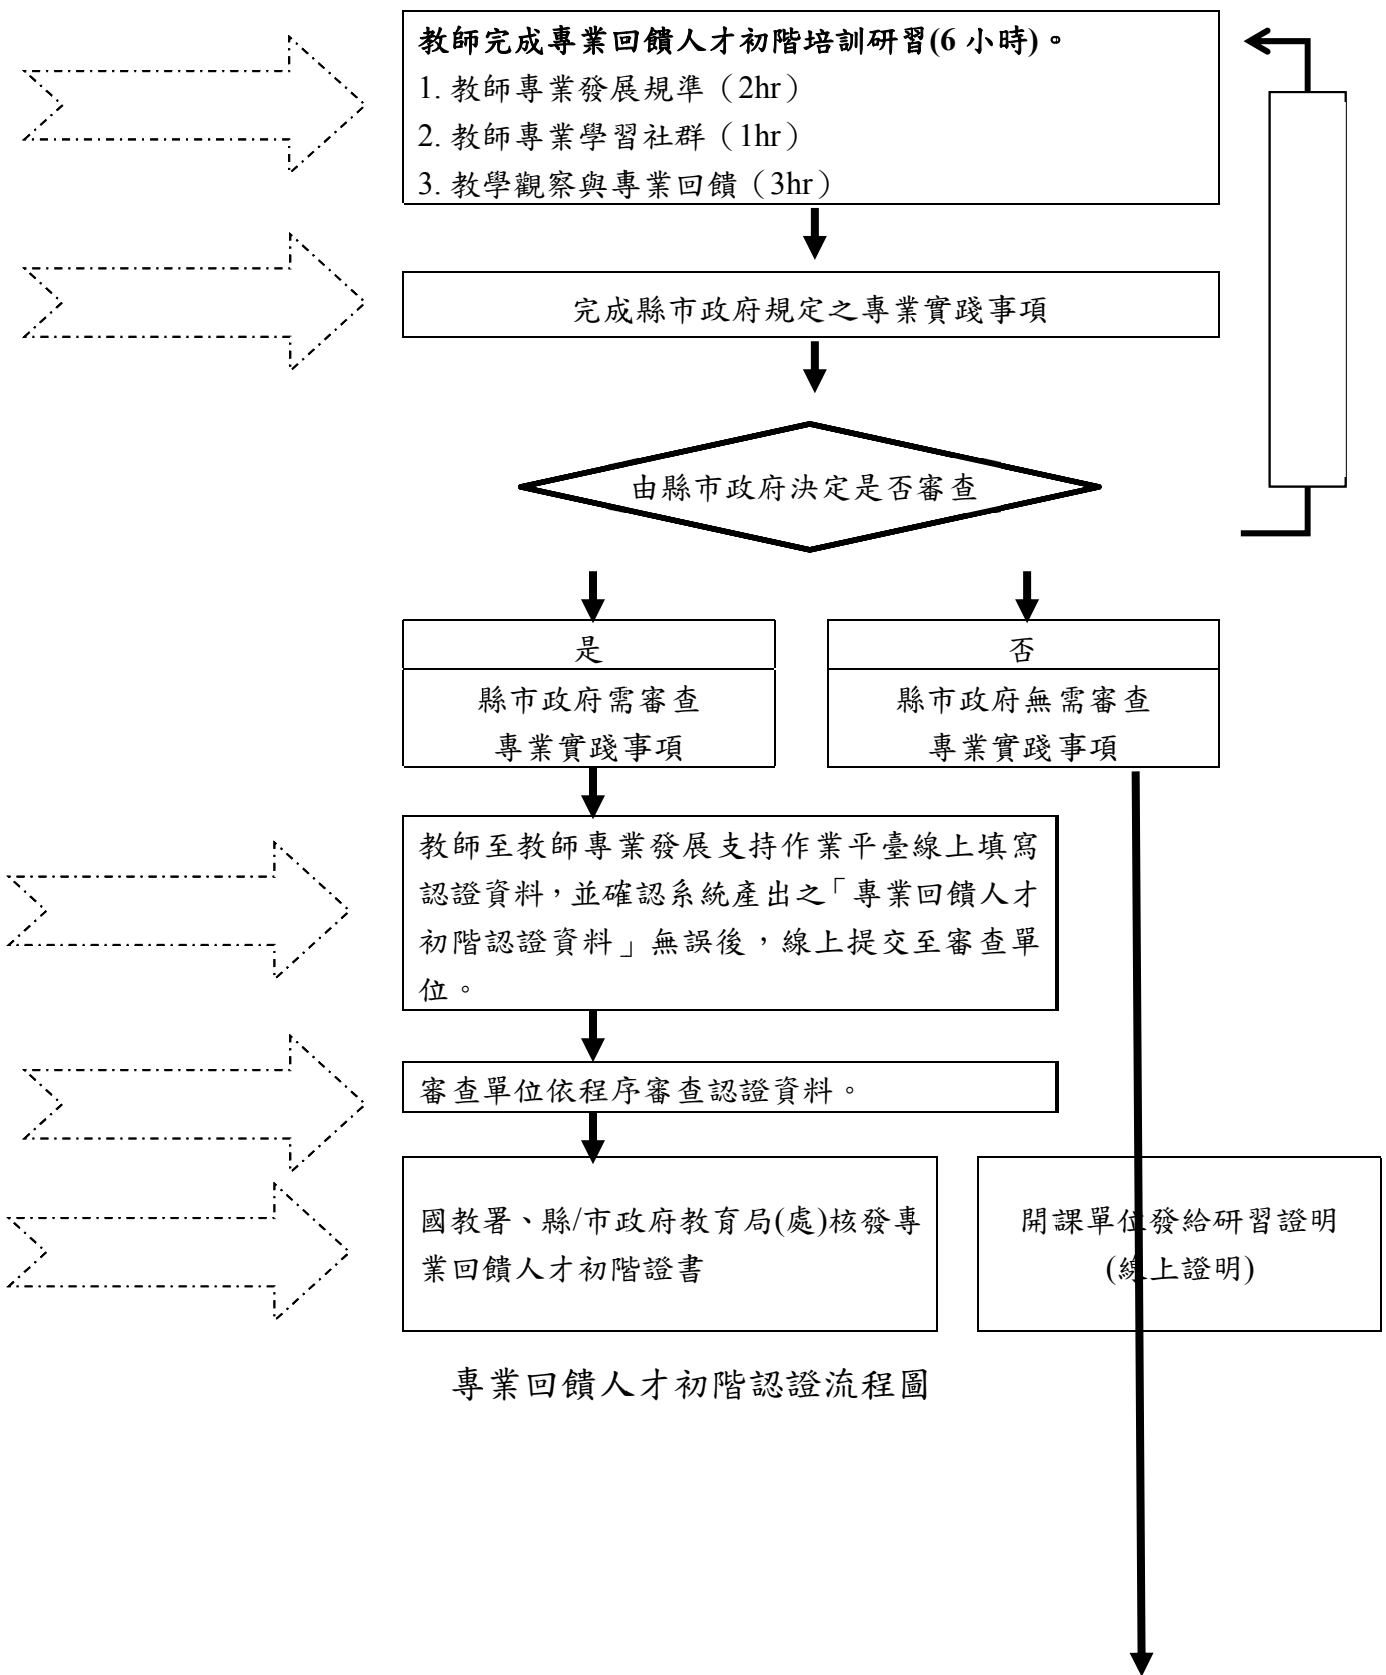 教師完成專業回饋人才初階培訓研習(6 小時)。
1. 教師專業發展規準（2hr）
2. 教師專業學習社群（1hr）
3. 教學觀察與專業回饋（3hr）
完成縣市政府規定之專業實踐事項
由縣市政府決定是否審查
是
縣市政府需審查
專業實踐事項
否
縣市政府無需審查
專業實踐事項
教師至教師專業發展支持作業平臺線上填寫
認證資料，並確認系統產出之「專業回饋人才
初階認證資料」無誤後，線上提交至審查單
位。
審查單位依程序審查認證資料。
國教署、縣/市政府教育局(處)核發專
業回饋人才初階證書
開課單位發給研習證明
(線上證明)
專業回饋人才初階認證流程圖